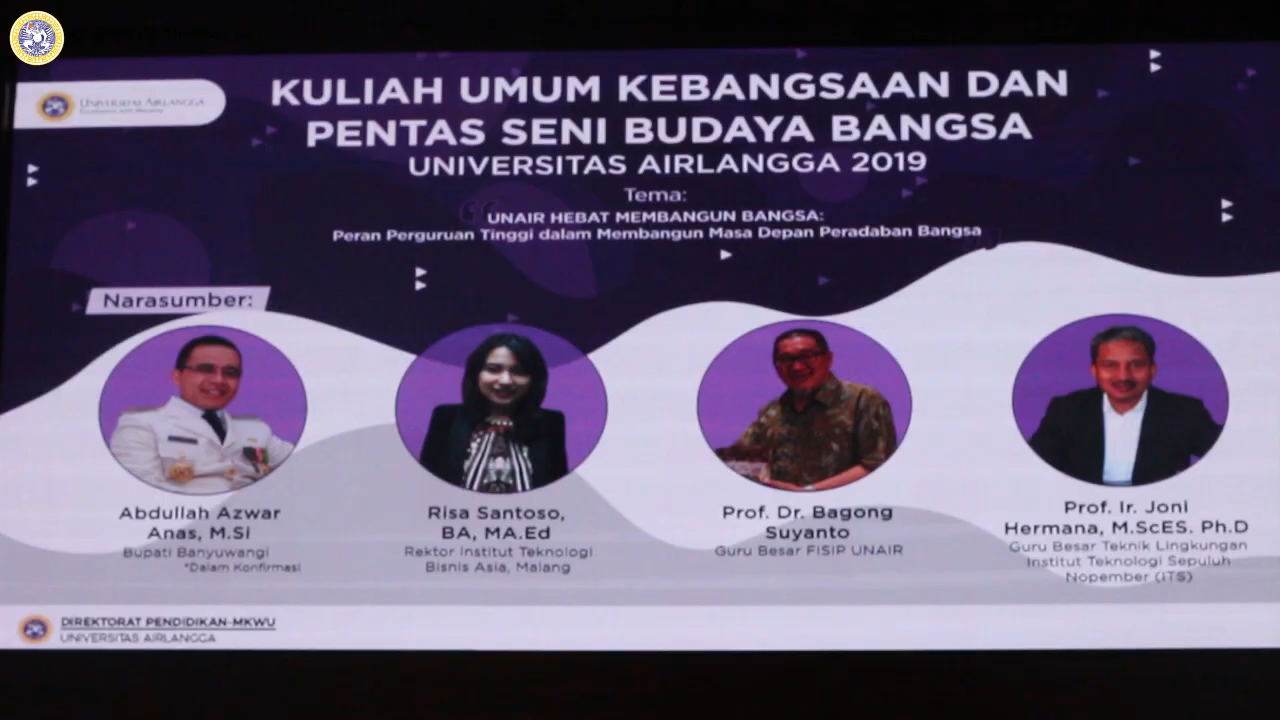 UNIVERSITAS AIRLANGGA
KULIAH UMUM KEBANGSAAN DAN
PENTAS SENI BUDAYA BANGSA
UNIVERSITAS AIRLANGGA 2019
Tema:
UNAIR HEBAT MEMBANGUN BANGSA:
Peran Perguruan Tinggi dalam Membangun Masa Depan Peradaban Bangsa
Narasumber:
Abdullah Azwar
Anas, M.Si
Bupati Banyuwangi
*Dalam Konfirmasi
Risa Santoso,
BA, MA.Ed
Rektor Institut Teknologi
Bisnis Asia, Malang
Prof. Dr. Bagong
Suyanto
Guru Besar FISIP UNAIR
Prof. Ir. Joni
Hermana, M.ScES. Ph.D
Guru Besar Teknik Lingkungan
Institut Teknologi Sepuluh
Nopember (ITS)
DIREKTORAT PENDIDIKAN-MKWU
UNIVERSITAS AIRLANGGA